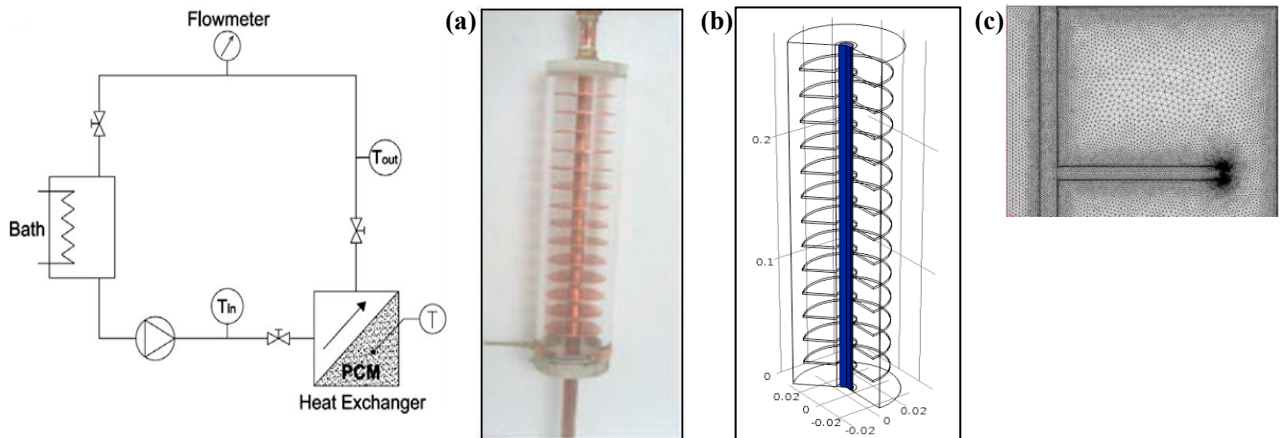 Flowmeter
(a)
(b)
(c)
Tout
Bath
TIn
T
PCM
Heat Exchanger
0.2
0.1
0
0.02
0
-0.02
0.02
0
-0.02